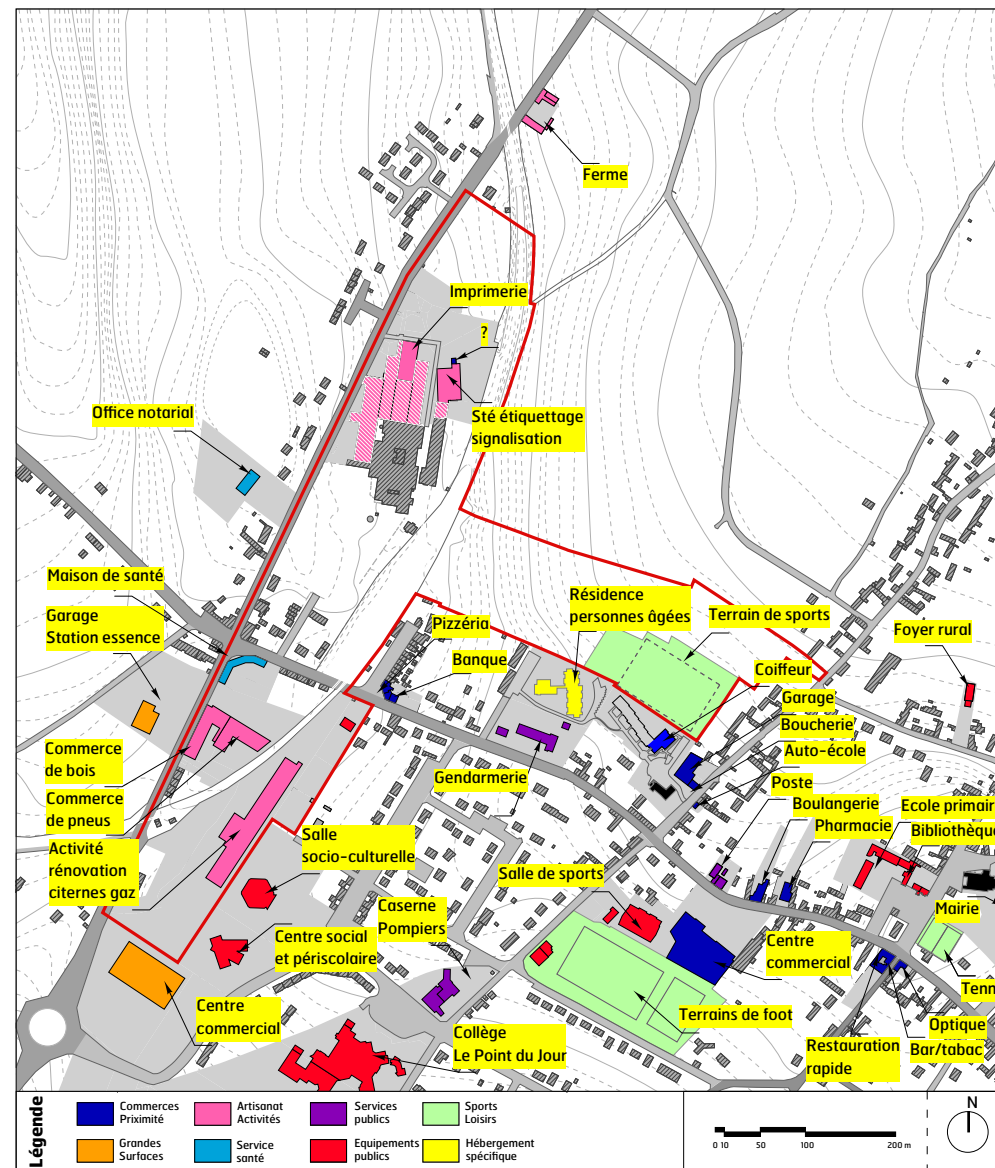 Ferme
Imprimerie
?
Office notarial
Sté étiquettage
signalisation
Maison de santé
Garage
Station essence
Pizzéria
Banque
Résidence
personnes âgées
Terrain de sports
Foyer rural
Coiffeur
Garage
Boucherie
Auto-école
Commerce
de bois
Gendarmerie
Poste
Commerce
de pneus
Boulangerie
Pharmacie
Ecole primair
Bibliothèque
Activité
rénovation
citernes gaz
Salle
socio-culturelle
Salle de sports
Caserne
Pompiers
Mairie
Centre social
et périscolaire
Centre
commercial
Tenn
Centre
commercial
Terrains de foot
Optique
Collège
Le Point du Jour
Restauration
rapide
Bar/tabac
Légende
Commerces
Priximité
Artisanat
Activités
Services
publics
Sports
Loisirs
Grandes
Surfaces
Service
santé
Equipements
publics
Hébergement
spécifique
0 10 50 100 200 m
N